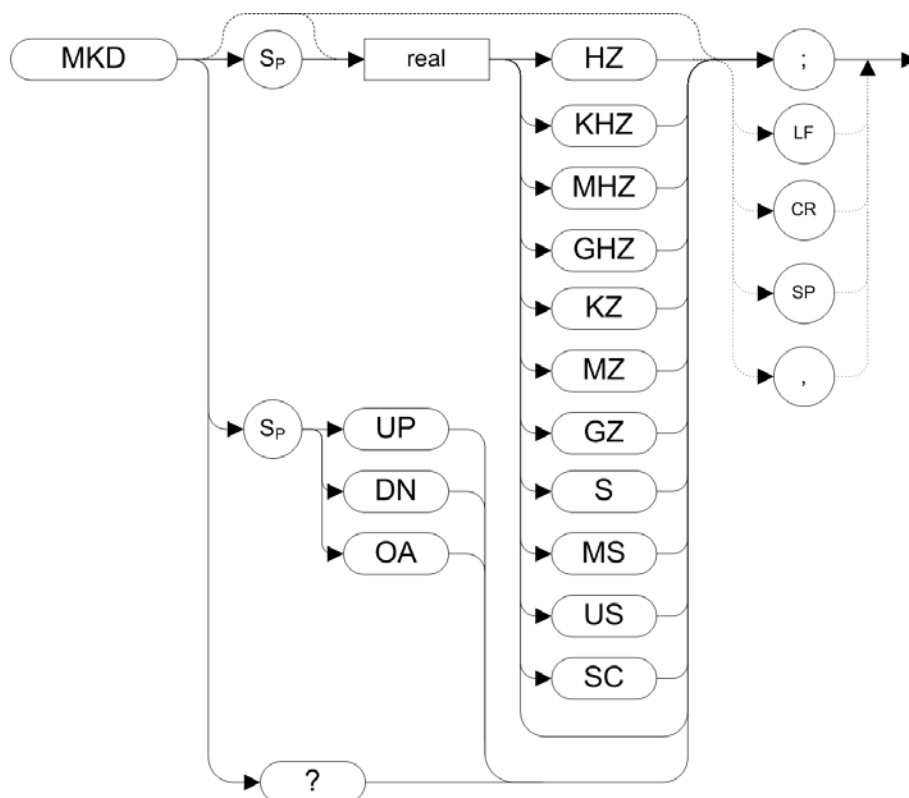 MKD SP real HZ ;
KHZ LF
MHZ
CR
GHZ
KZ SP
MZ ,
SP UP GZ
DN S
OA MS
US
SC
?